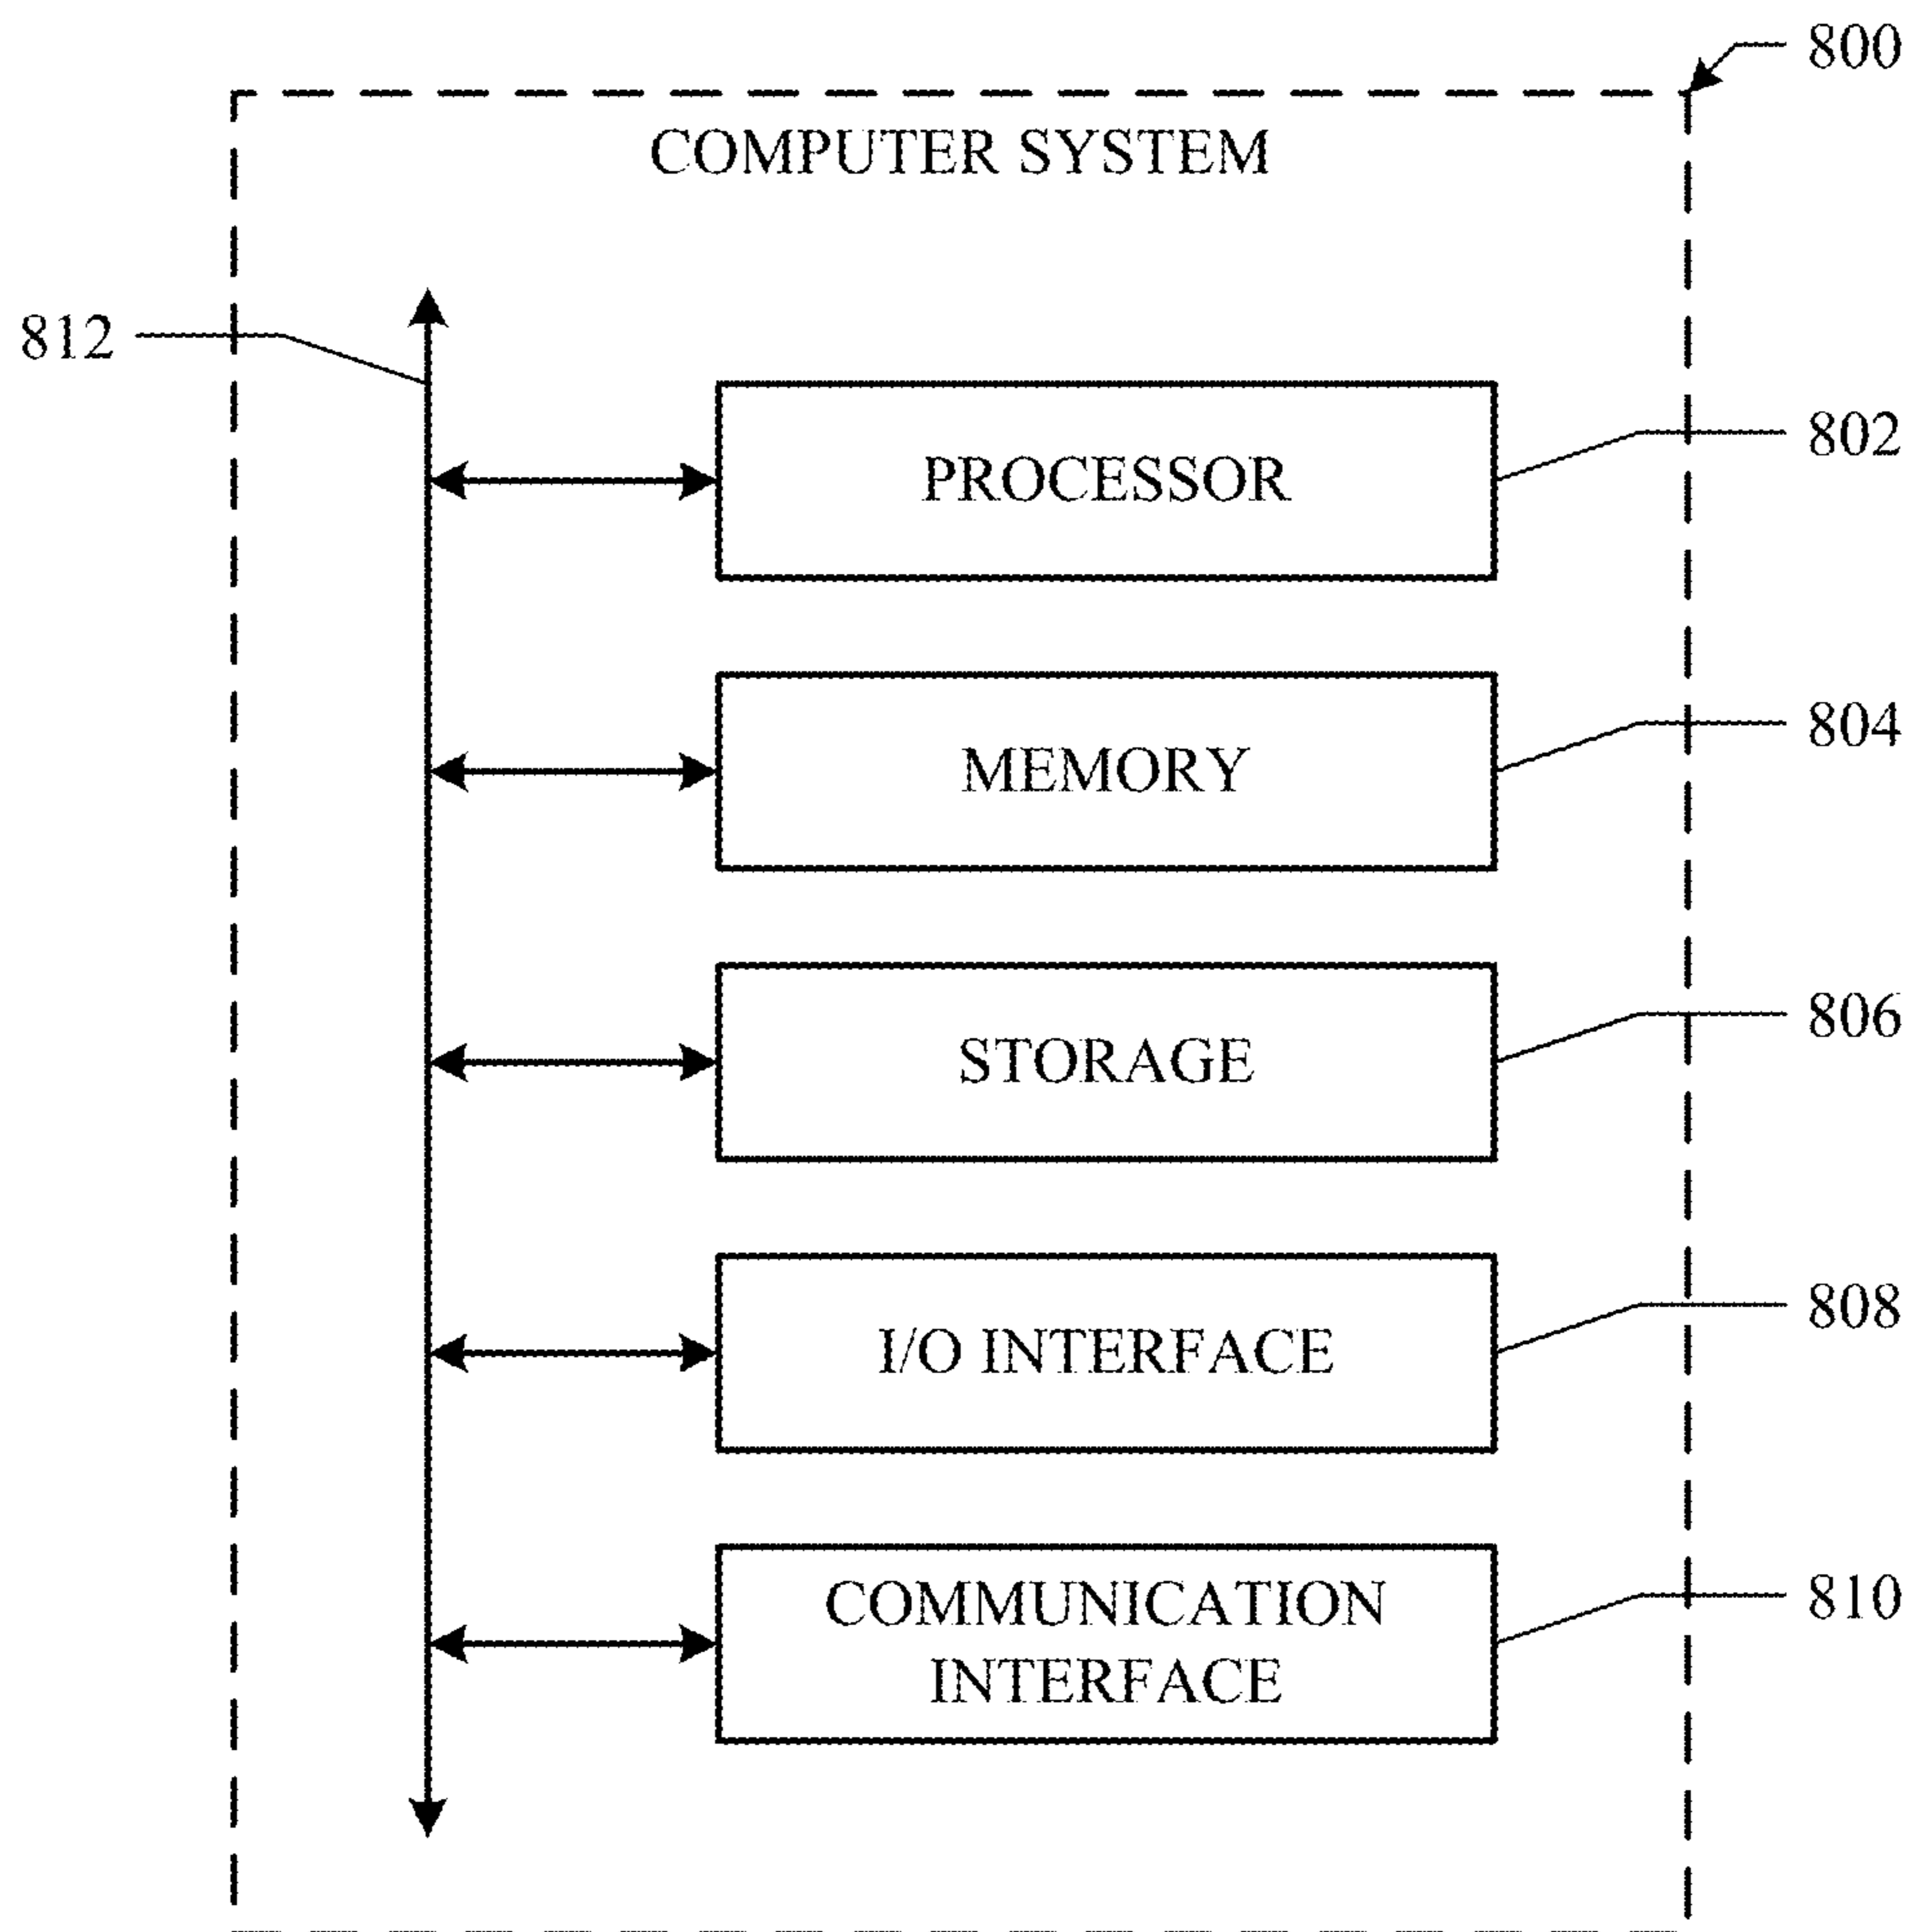 800
COMPUTER SYSTEM
812
802
PROCESSOR
804
MEMORY
806
STORAGE
808
I/O INTERFACE
810
COMMUNICATION
INTERFACE